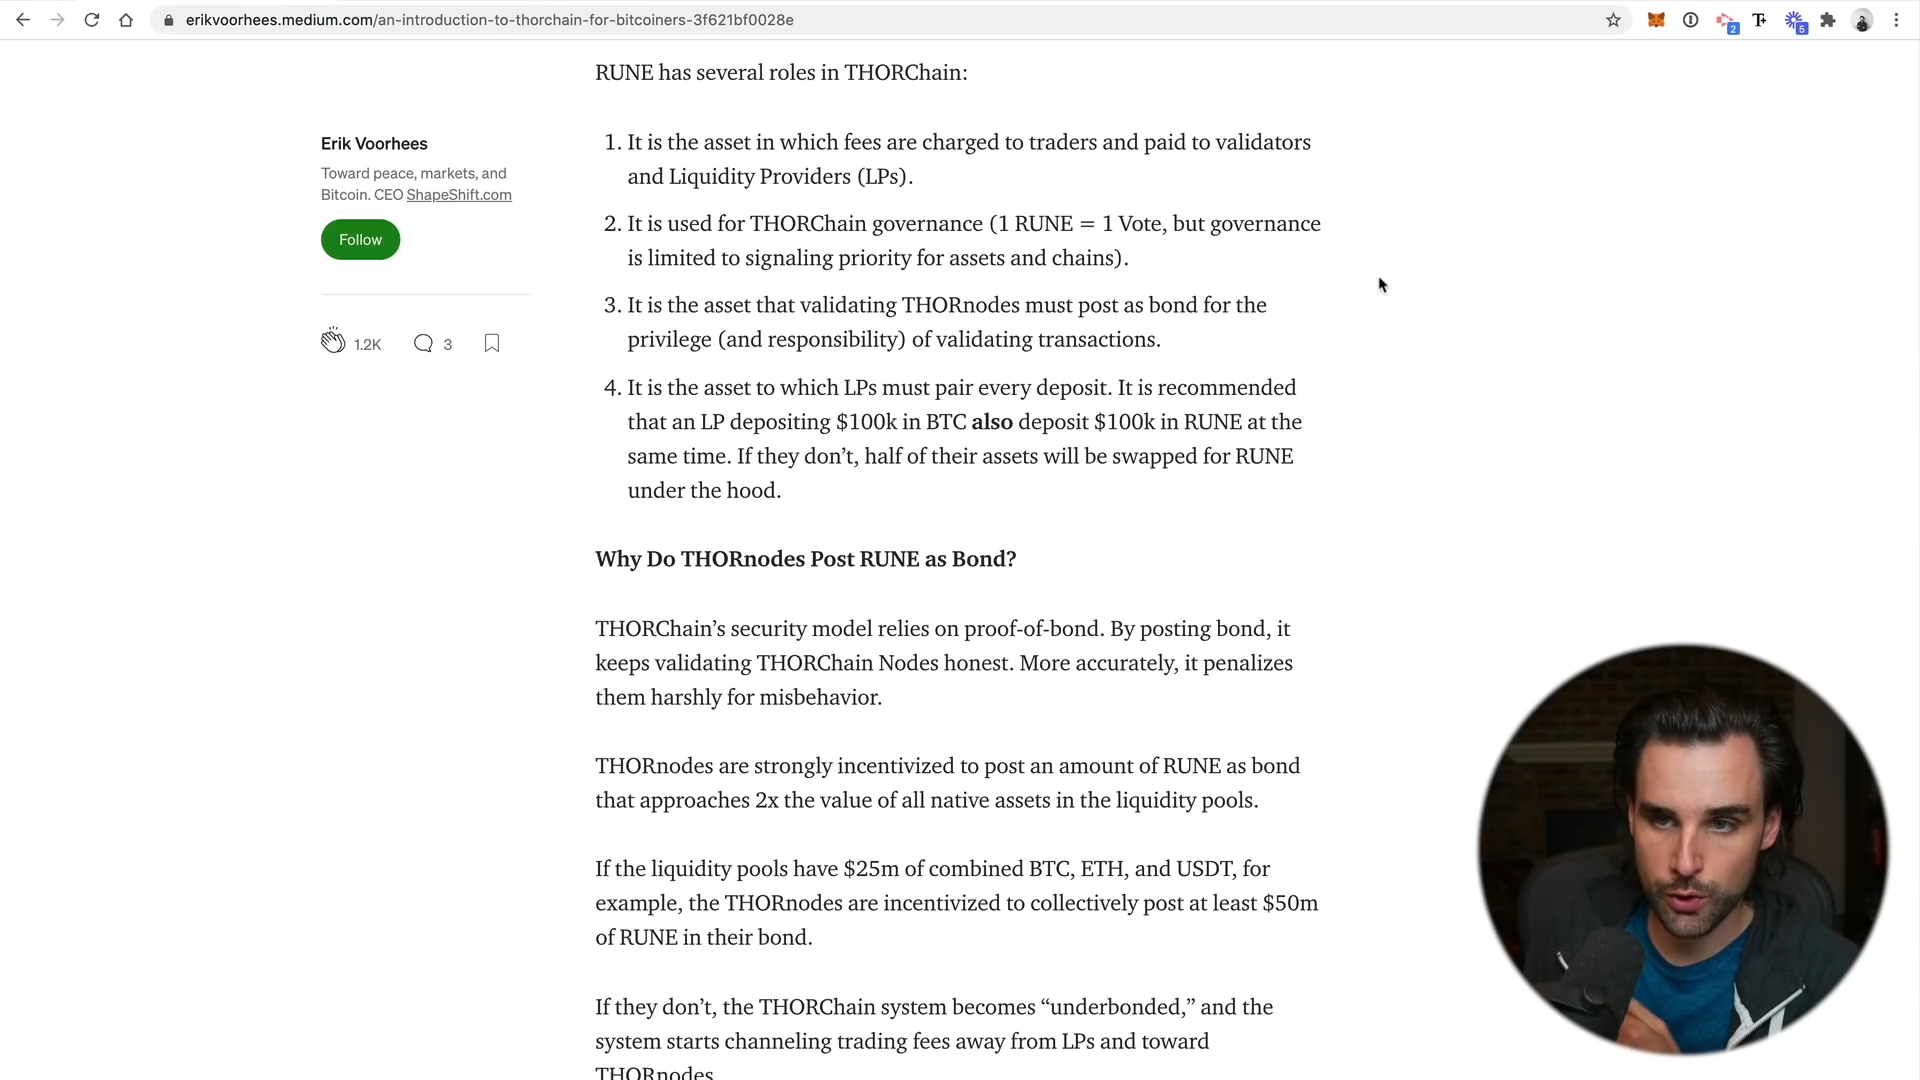 erikvoorhees.medium.com/an-introduction-to-thorchain-for-bitcoiners-3f621bf0028e
2
5
RUNE has several roles in THORChain:
Erik Voorhees
Toward peace, markets, and
Bitcoin. CEO ShapeShift.com
Follow
1.2K
3
1. It is the asset in which fees are charged to traders and paid to validators
and Liquidity Providers (LPs).
2. It is used for THORChain governance (1 RUNE = 1 Vote, but governance
is limited to signaling priority for assets and chains).
3. It is the asset that validating THORnodes must post as bond for the
privilege (and responsibility) of validating transactions.
4. It is the asset to which LPs must pair every deposit. It is recommended
that an LP depositing $100k in BTC also deposit $100k in RUNE at the
same time. If they don’t, half of their assets will be swapped for RUNE
under the hood.
Why Do THORnodes Post RUNE as Bond?
THORChain’s security model relies on proof-of-bond. By posting bond, it
keeps validating THORChain Nodes honest. More accurately, it penalizes
them harshly for misbehavior.
THORnodes are strongly incentivized to post an amount of RUNE as bond
that approaches 2x the value of all native assets in the liquidity pools.
If the liquidity pools have $25m of combined BTC, ETH, and USDT, for
example, the THORnodes are incentivized to collectively post at least $50m
of RUNE in their bond.
If they don’t, the THORChain system becomes “underbonded,” and the
system starts channeling trading fees away from LPs and toward
THORnodes